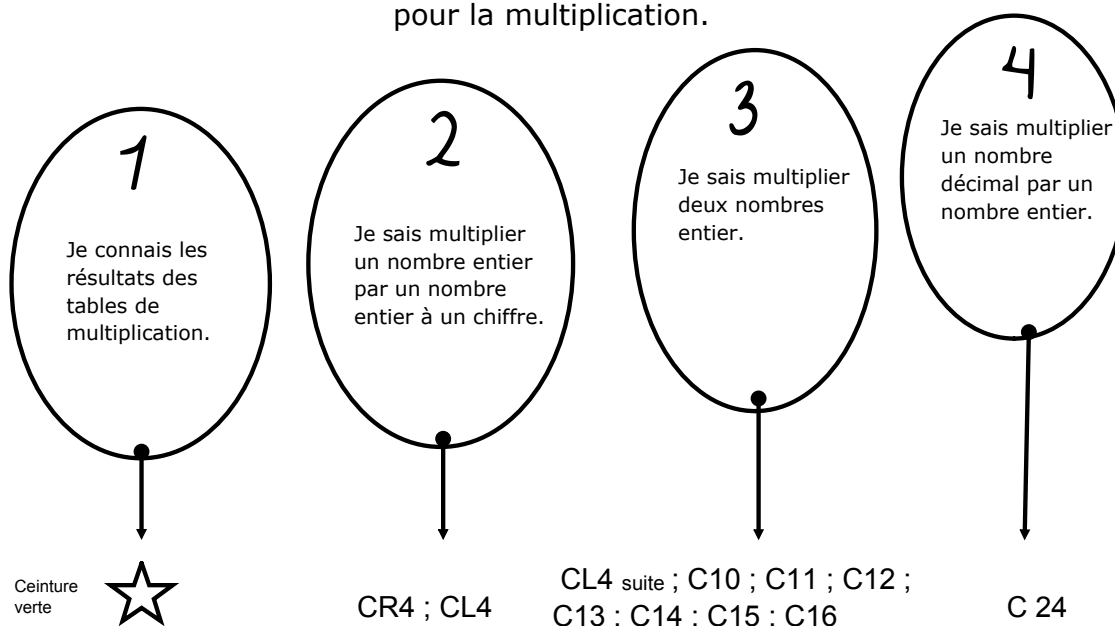 pour la multiplication.
1
Je connais les
résultats des
tables de
multiplication.
2
Je sais multiplier
un nombre entier
par un nombre
entier à un chiffre.
3
Je sais multiplier
deux nombres
entier.
4
Je sais multiplier
un nombre
décimal par un
nombre entier.
Ceinture
verte
CR4 ; CL4
CL4 suite ; C10 ; C11 ; C12 ;
C13 ; C14 ; C15 ; C16
C 24